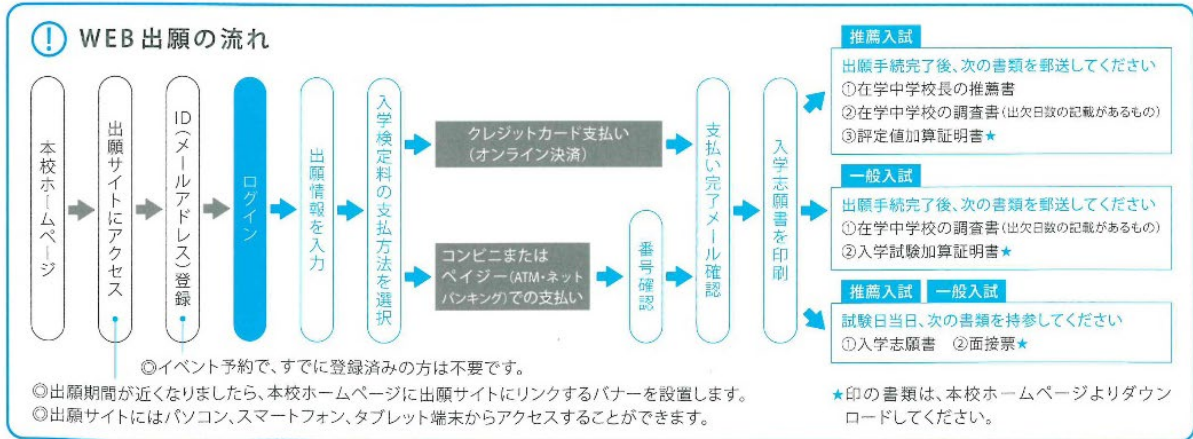 ! WEB出願の流れ
本校ホームページ
出願サイトにアクセス
ID(メールアドレス)登録
ログイン
出願情報を入力
入学検定料の支払方法を選択
クレジットカード支払い
(オンライン決済)
コンビニまたは
ペイジー(ATM・ネット
バンキング)での支払い
番号確認
支払い完了メール確認
入学志願書を印刷
推薦入試
出願手続完了後、次の書類を郵送してください
①在学中学校長の推薦書
②在学中学校の調査書(出欠日数の記載があるもの)
③評定値加算証明書★
一般入試
出願手続完了後、次の書類を郵送してください
①在学中学校の調査書(出欠日数の記載があるもの)
②入学試験加算証明書★
推薦入試 一般入試
試験日当日、次の書類を持参してください
①入学志願書 ②面接票★
◎イベント予約で、すでに登録済みの方は不要です。
◎出願期間が近くなりましたら、本校ホームページに出願サイトにリンクするバナーを設置します。
◎出願サイトにはパソコン、スマートフォン、タブレット端末からアクセスすることができます。
★印の書類は、本校ホームページよりダウン
ロードしてください。